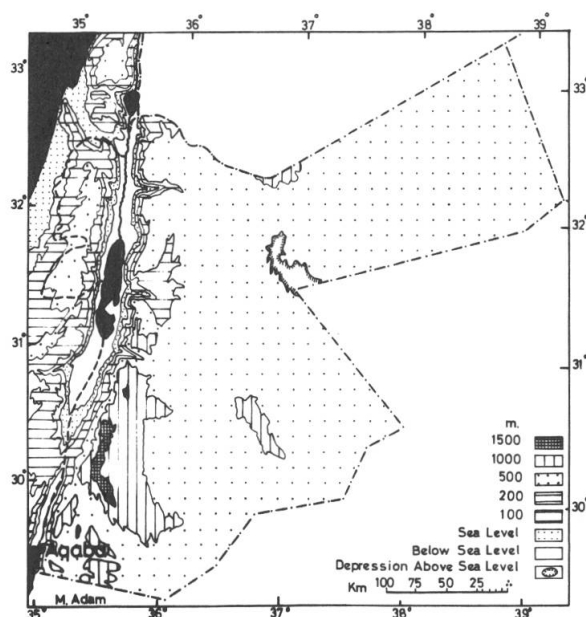 35° 36° 37° 38° 39°
33° 33°
32° 32°
31° 31°
30° 30°
m.
1500
1000
500
200
100
Sea Level
Below Sea Level
Depression Above Sea Level
Km 100 75 50 25
Aqaba
M. Adam
35° 36° 37° 38° 39°